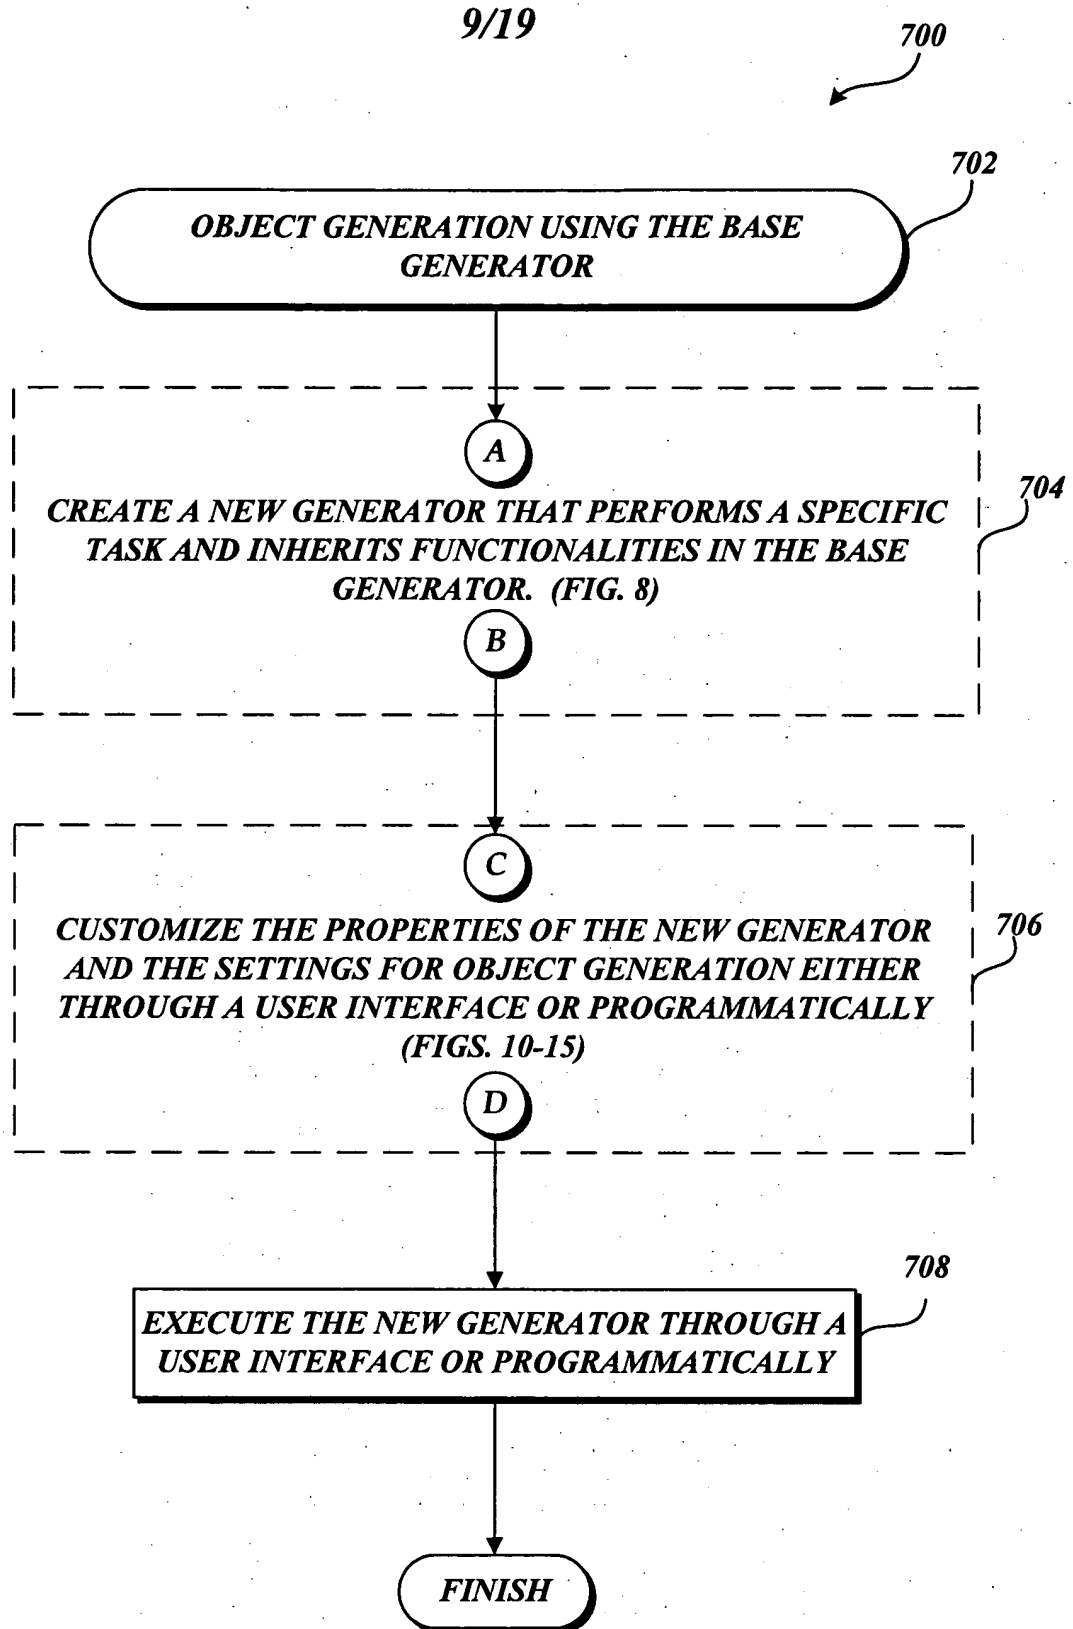 9/19
700
702
OBJECT GENERATION USING THE BASE
GENERATOR
A
704
CREATE A NEW GENERATOR THAT PERFORMS A SPECIFIC
TASK AND INHERITS FUNCTIONALITIES IN THE BASE
GENERATOR. (FIG. 8)
B
C
706
CUSTOMIZE THE PROPERTIES OF THE NEW GENERATOR
AND THE SETTINGS FOR OBJECT GENERATION EITHER
THROUGH A USER INTERFACE OR PROGRAMMATICALLY
(FIGS. 10-15)
D
708
EXECUTE THE NEW GENERATOR THROUGH A
USER INTERFACE OR PROGRAMMATICALLY
FINISH